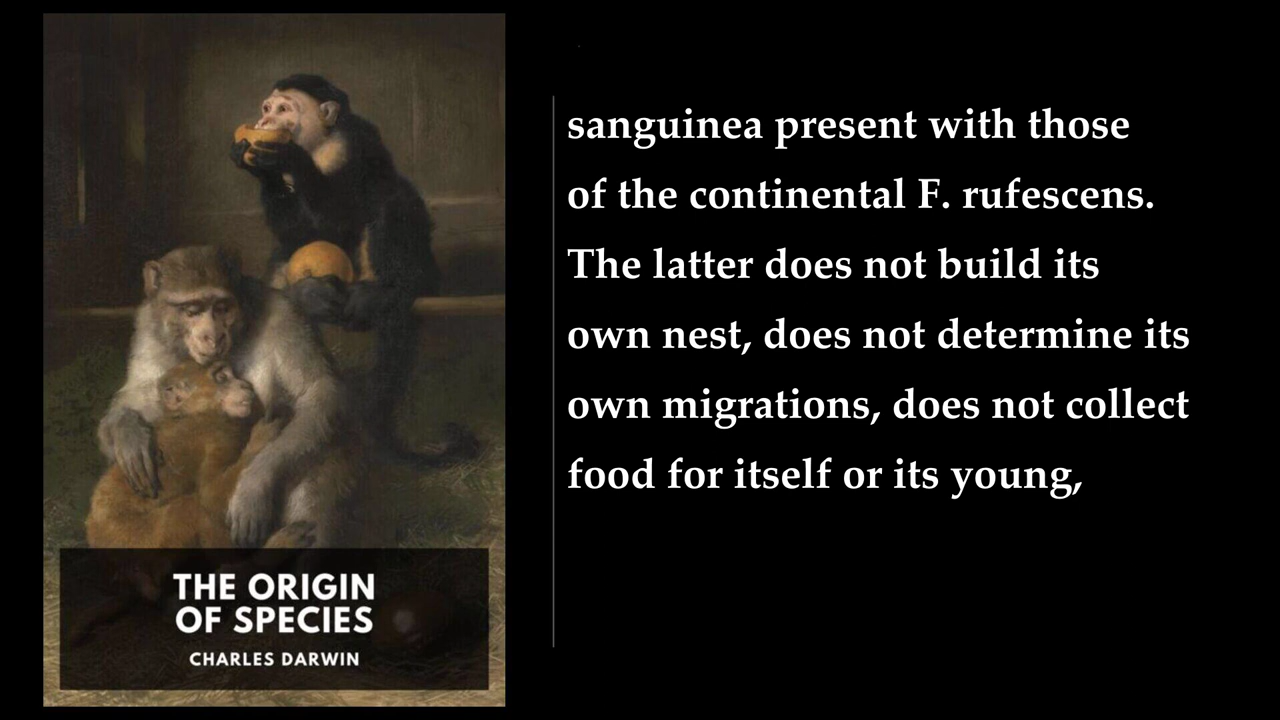 sanguinea present with those
of the continental F. rufescens.
The latter does not build its
own nest, does not determine its
own migrations, does not collect
food for itself or its young,
THE ORIGIN
OF SPECIES
CHARLES DARWIN